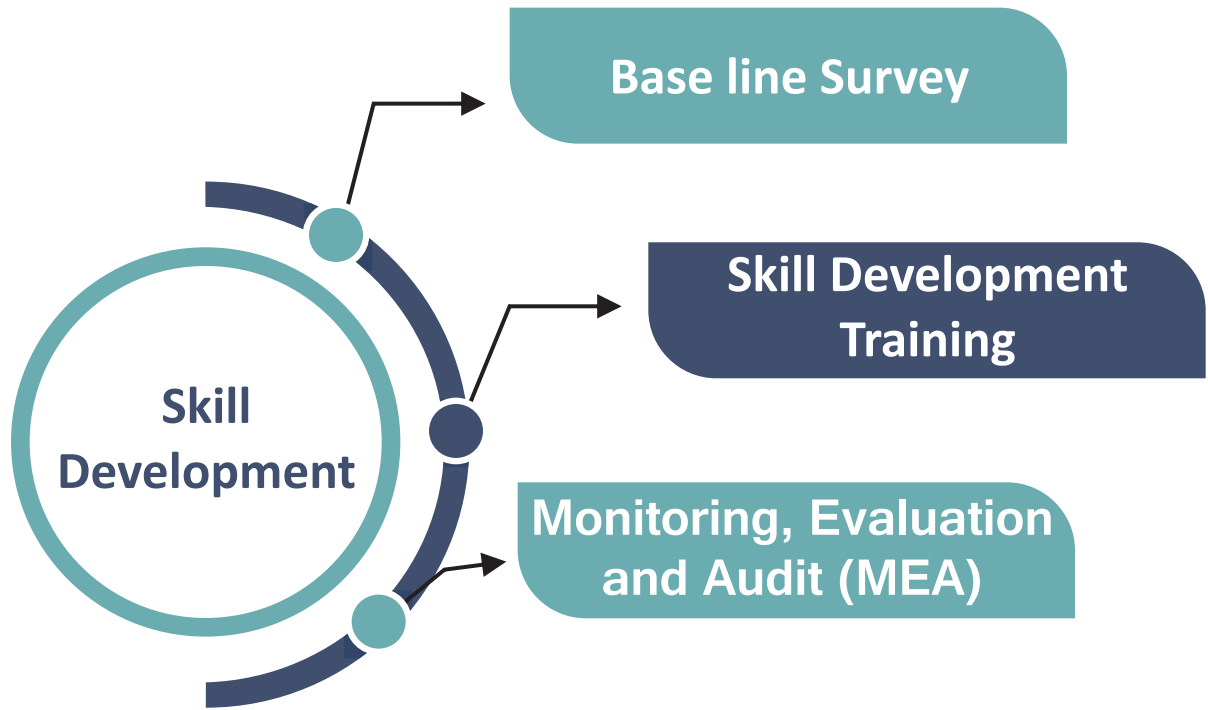 Base line Survey
Skill Development
Training
Skill
Development
Monitoring, Evaluation
and Audit (MEA)